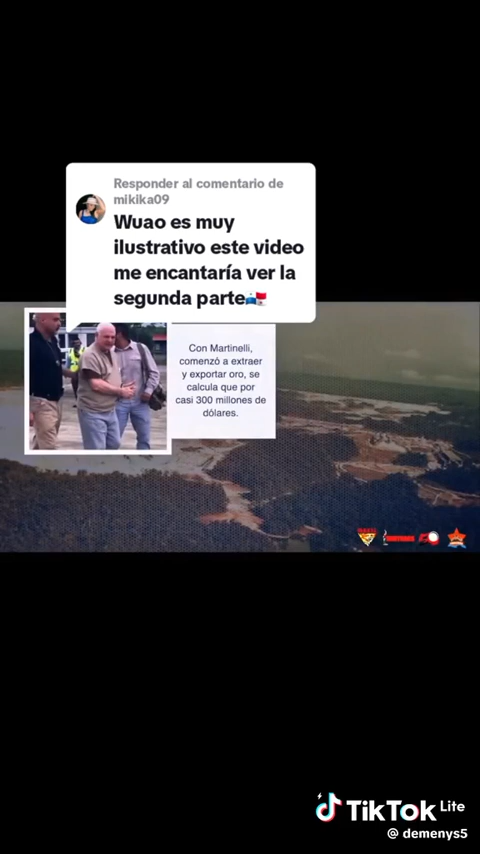 Responder al comentario de
mikika09
Wuao es muy
ilustrativo este video
me encantaría ver la
segunda parte🇵🇦
Con Martinelli,
comenzó a extraer
y exportar oro, se
calcula que por
casi 300 millones de
dólares.
TikTok Lite
@ demenys5